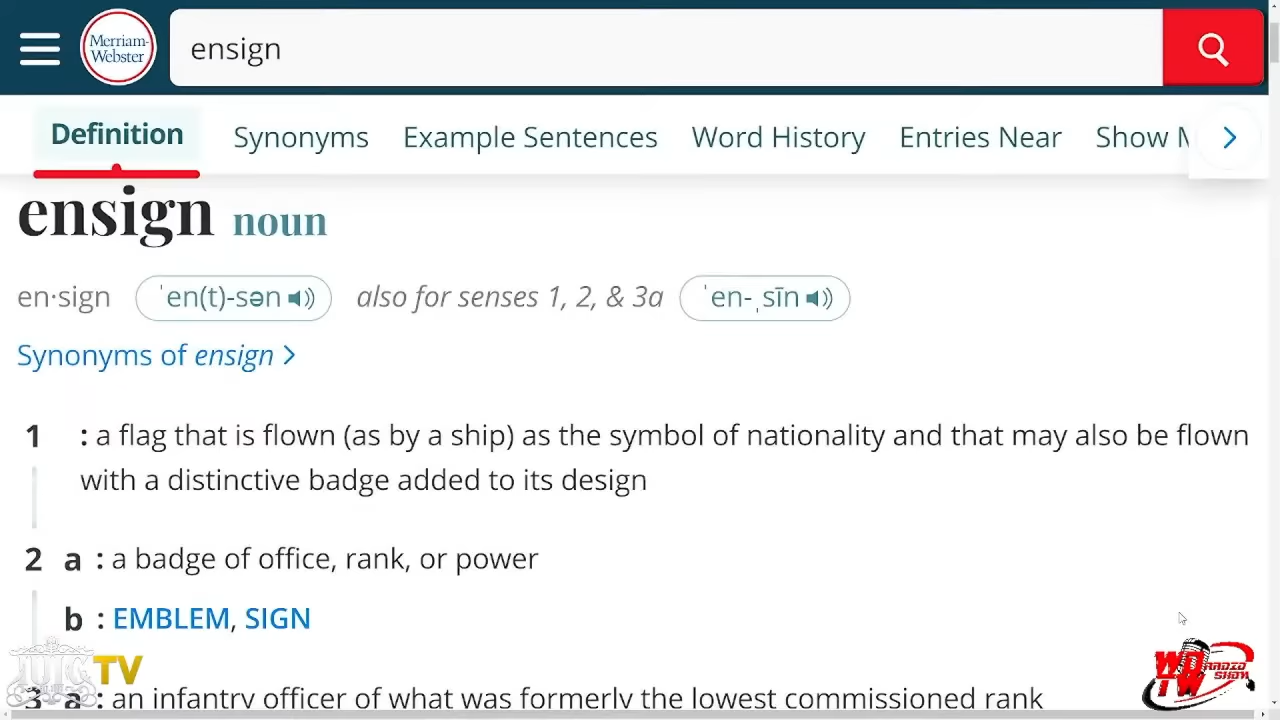 Merriam-
Webster
ensign
Definition Synonyms Example Sentences Word History Entries Near Show M
ensign noun
en·sign ˈen(t)-sən also for senses 1, 2, & 3a ˈen-ˌsīn
Synonyms of ensign
1 : a flag that is flown (as by a ship) as the symbol of nationality and that may also be flown
with a distinctive badge added to its design
2 a : a badge of office, rank, or power
b : EMBLEM, SIGN
IUIC TV
3 a : an infantry officer of what was formerly the lowest commissioned rank
SHOW